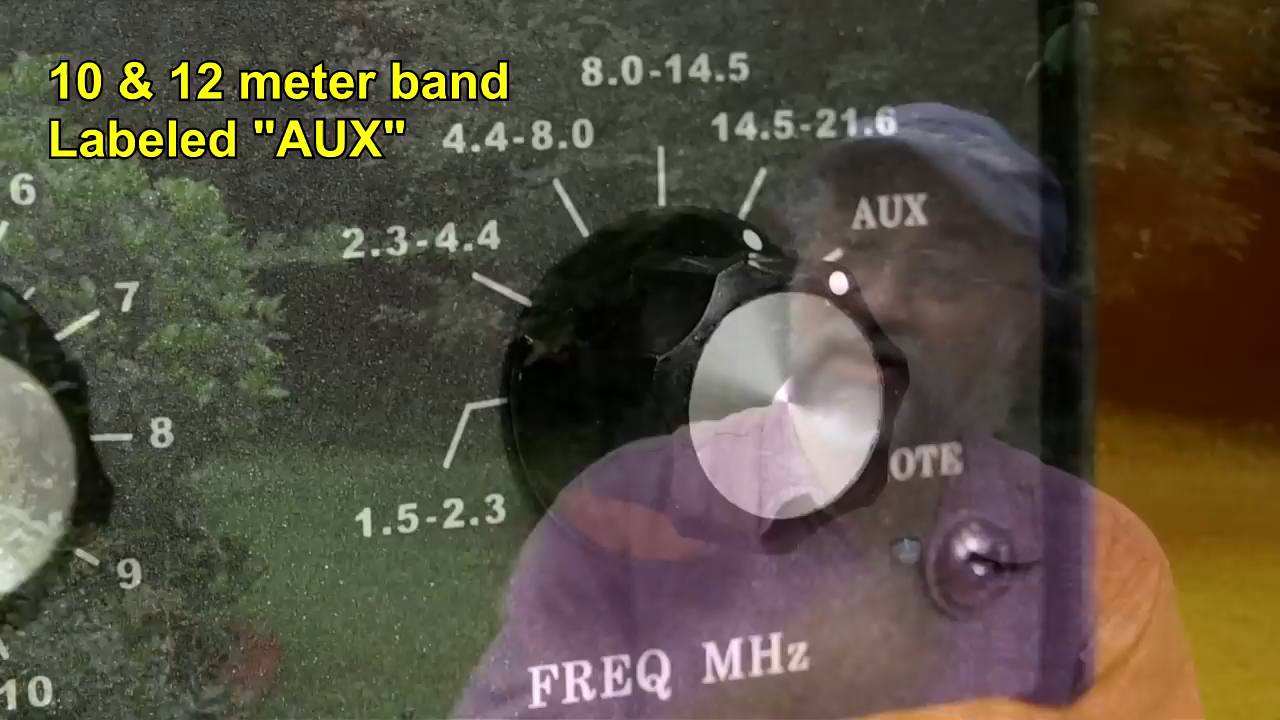 10 & 12 meter band
Labeled "AUX"
8.0-14.5
4.4-8.0
14.5-21.6
6
AUX
2.3-4.4
7
8
OTE
1.5-2.3
9
FREQ MHz
10